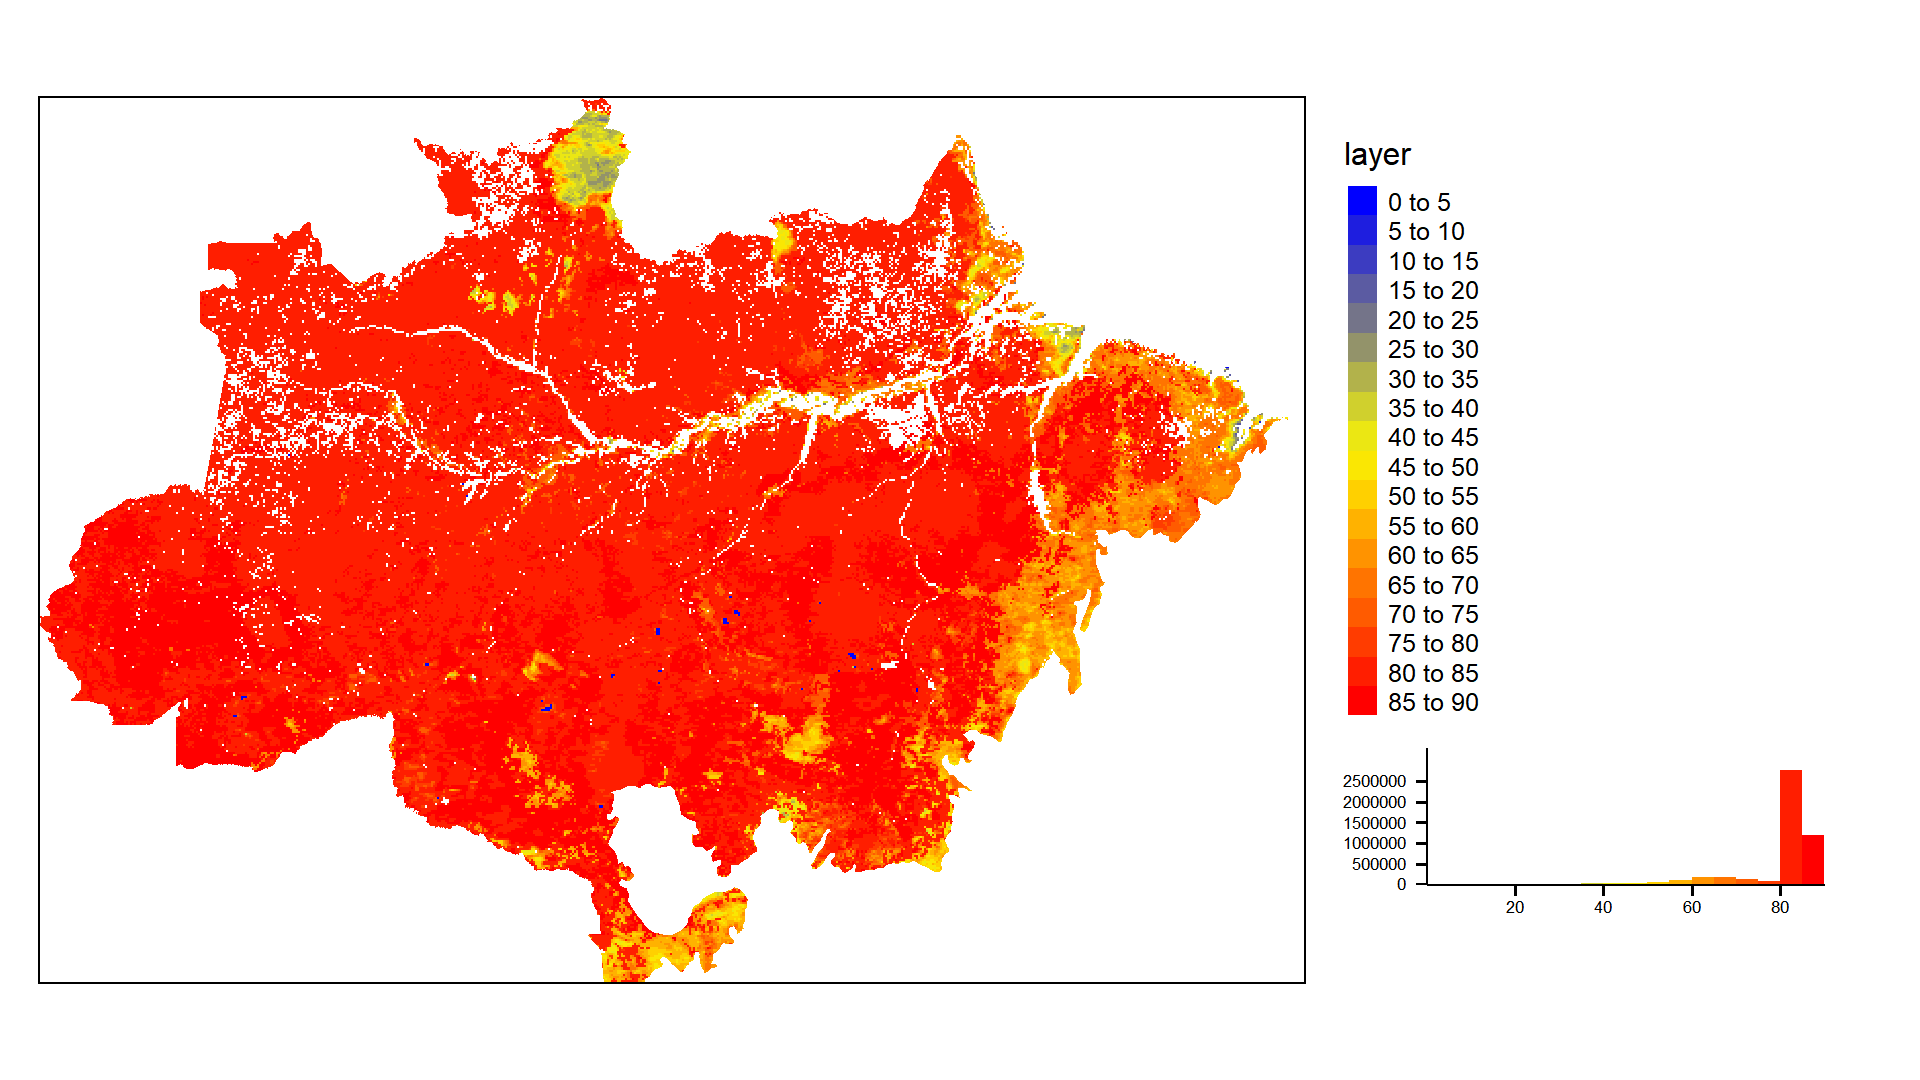 layer
0 to 5
5 to 10
10 to 15
15 to 20
20 to 25
25 to 30
30 to 35
35 to 40
40 to 45
45 to 50
50 to 55
55 to 60
60 to 65
65 to 70
70 to 75
75 to 80
80 to 85
85 to 90
2500000
2000000
1500000
1000000
500000
0
20 40 60 80